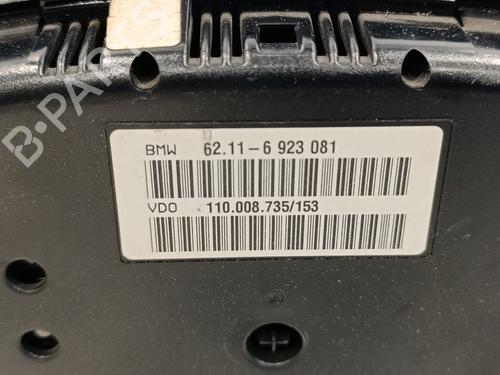 B-PARTS
BMW 62.11-6 923 081
VDO 110.008.735/153